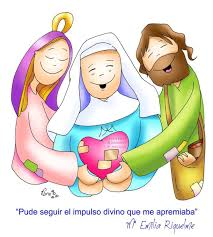 "Pude seguir el impulso divino que me apremiaba"
Mª Emilia Riquelme